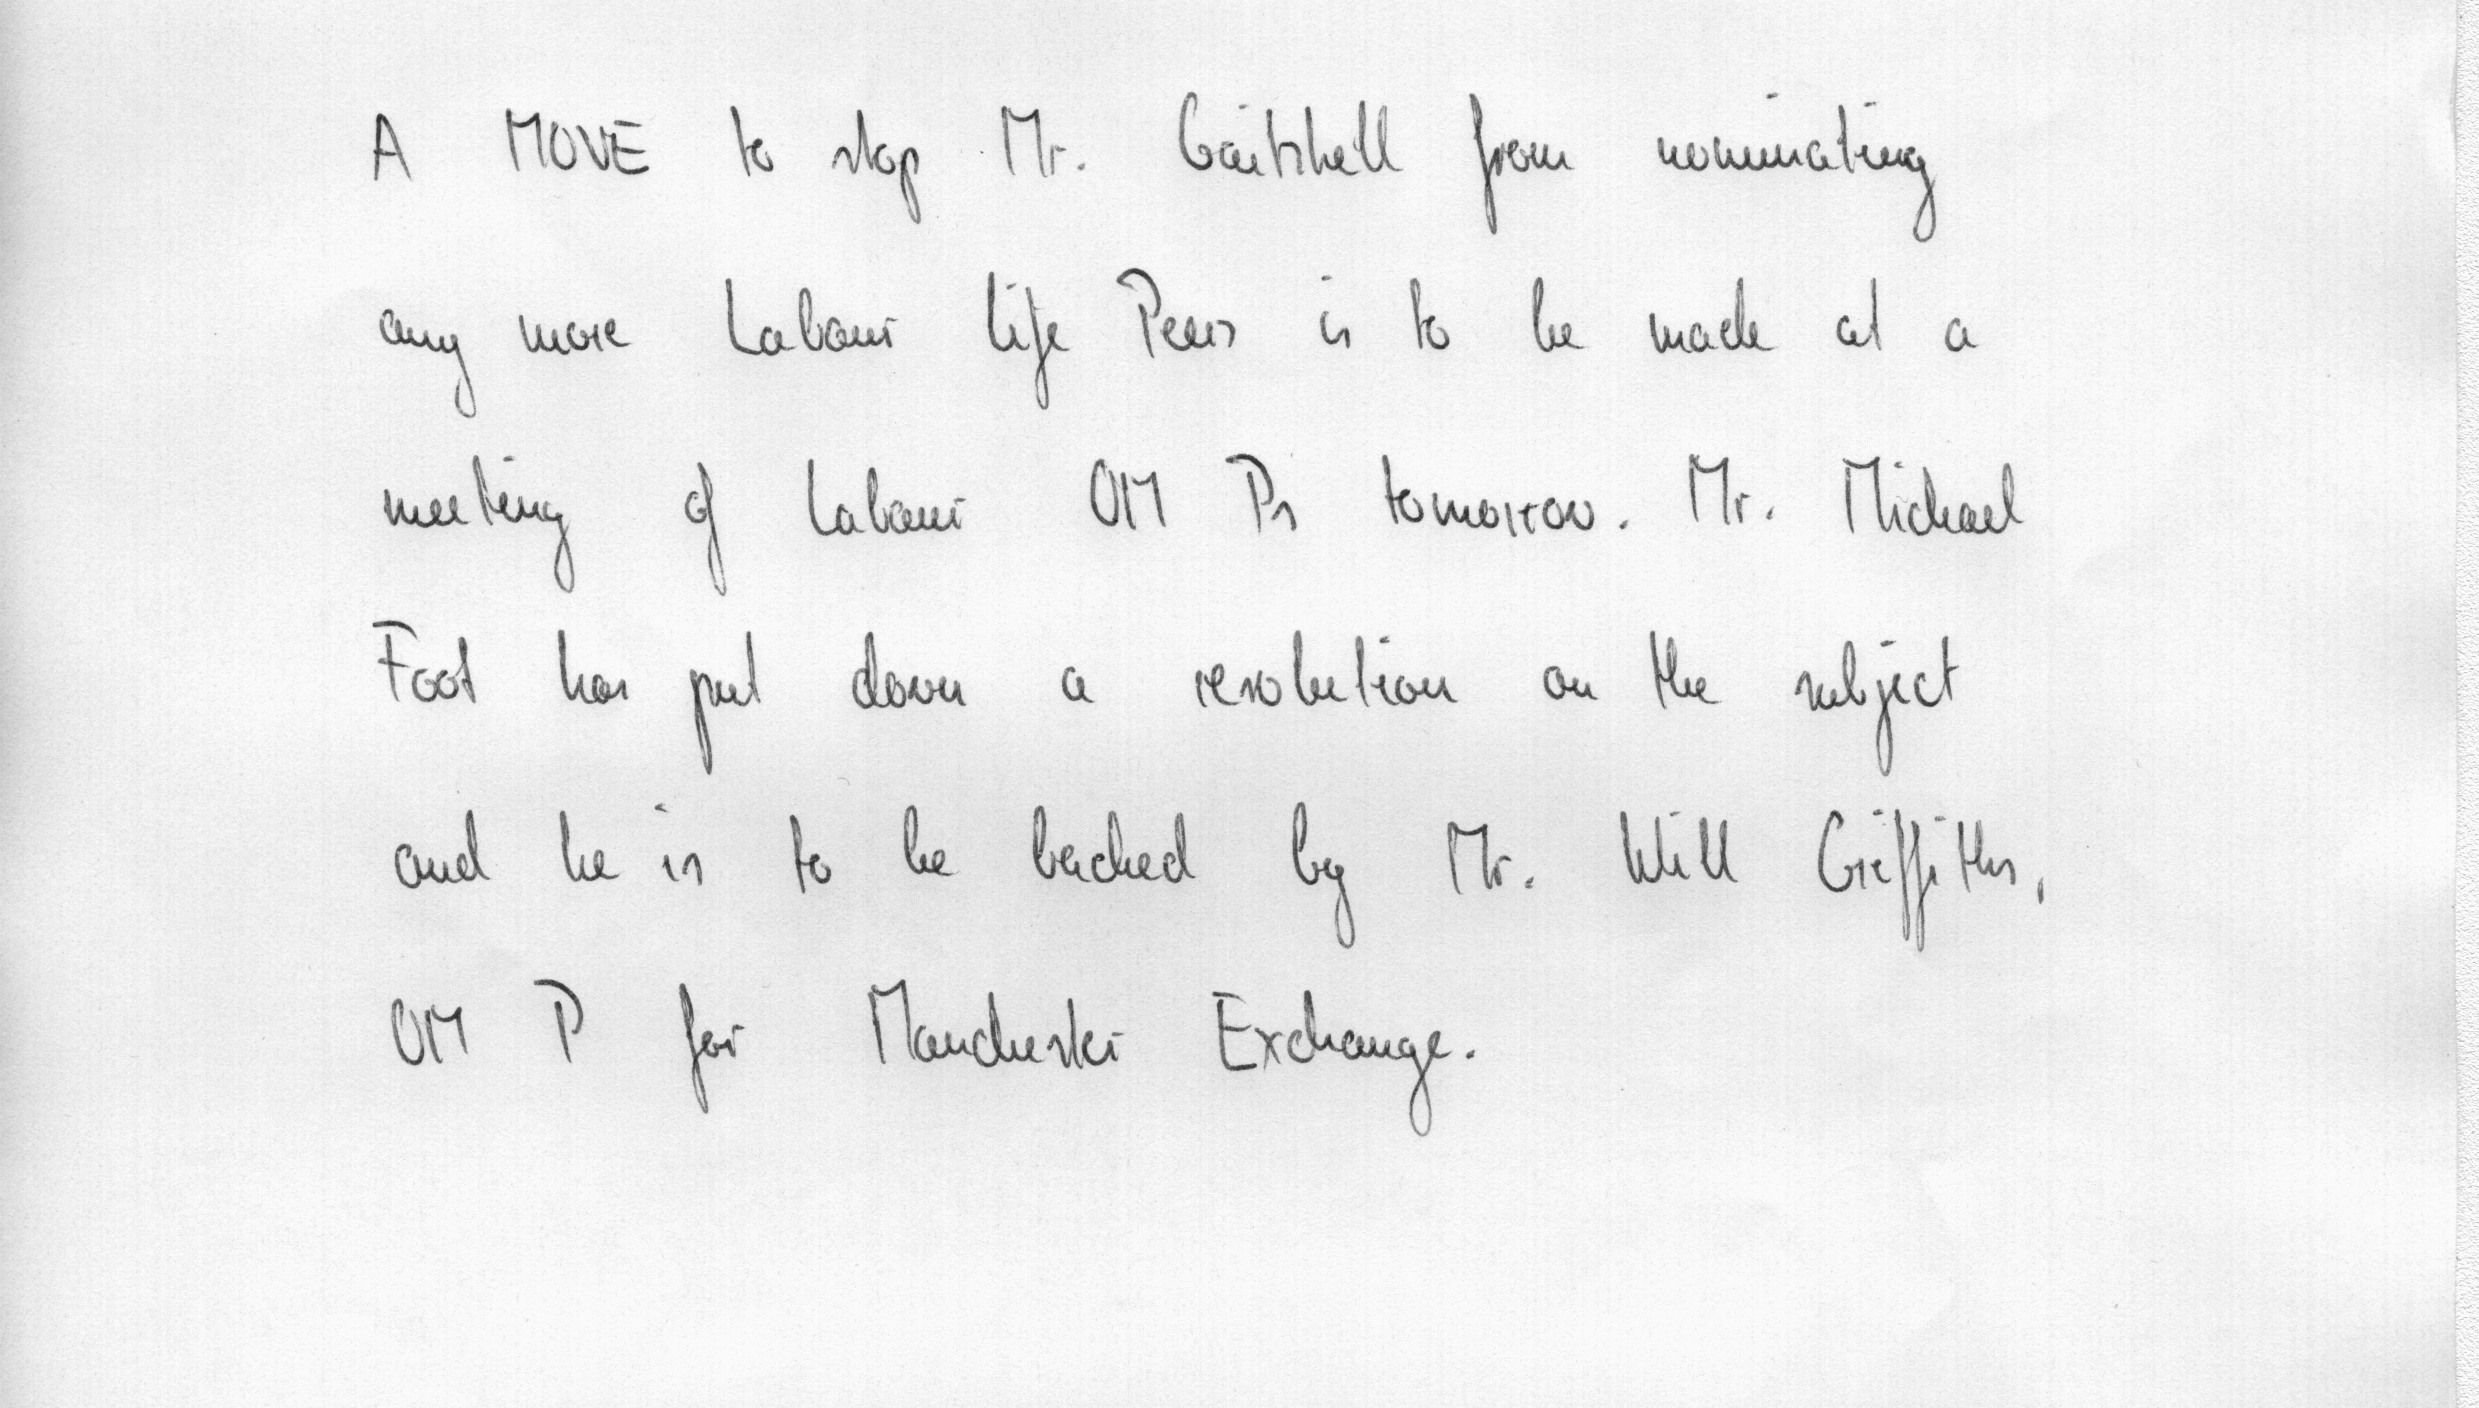 A MOVE to stop Mr. Gaitskell from nominating
any more Labour life Peers is to be made at a
meeting of Labour OM Ps tomorrow. Mr. Michael
Foot has put down a resolution on the subject
and he is to be backed by Mr. Will Griffiths,
OM P for Manchester Exchange.